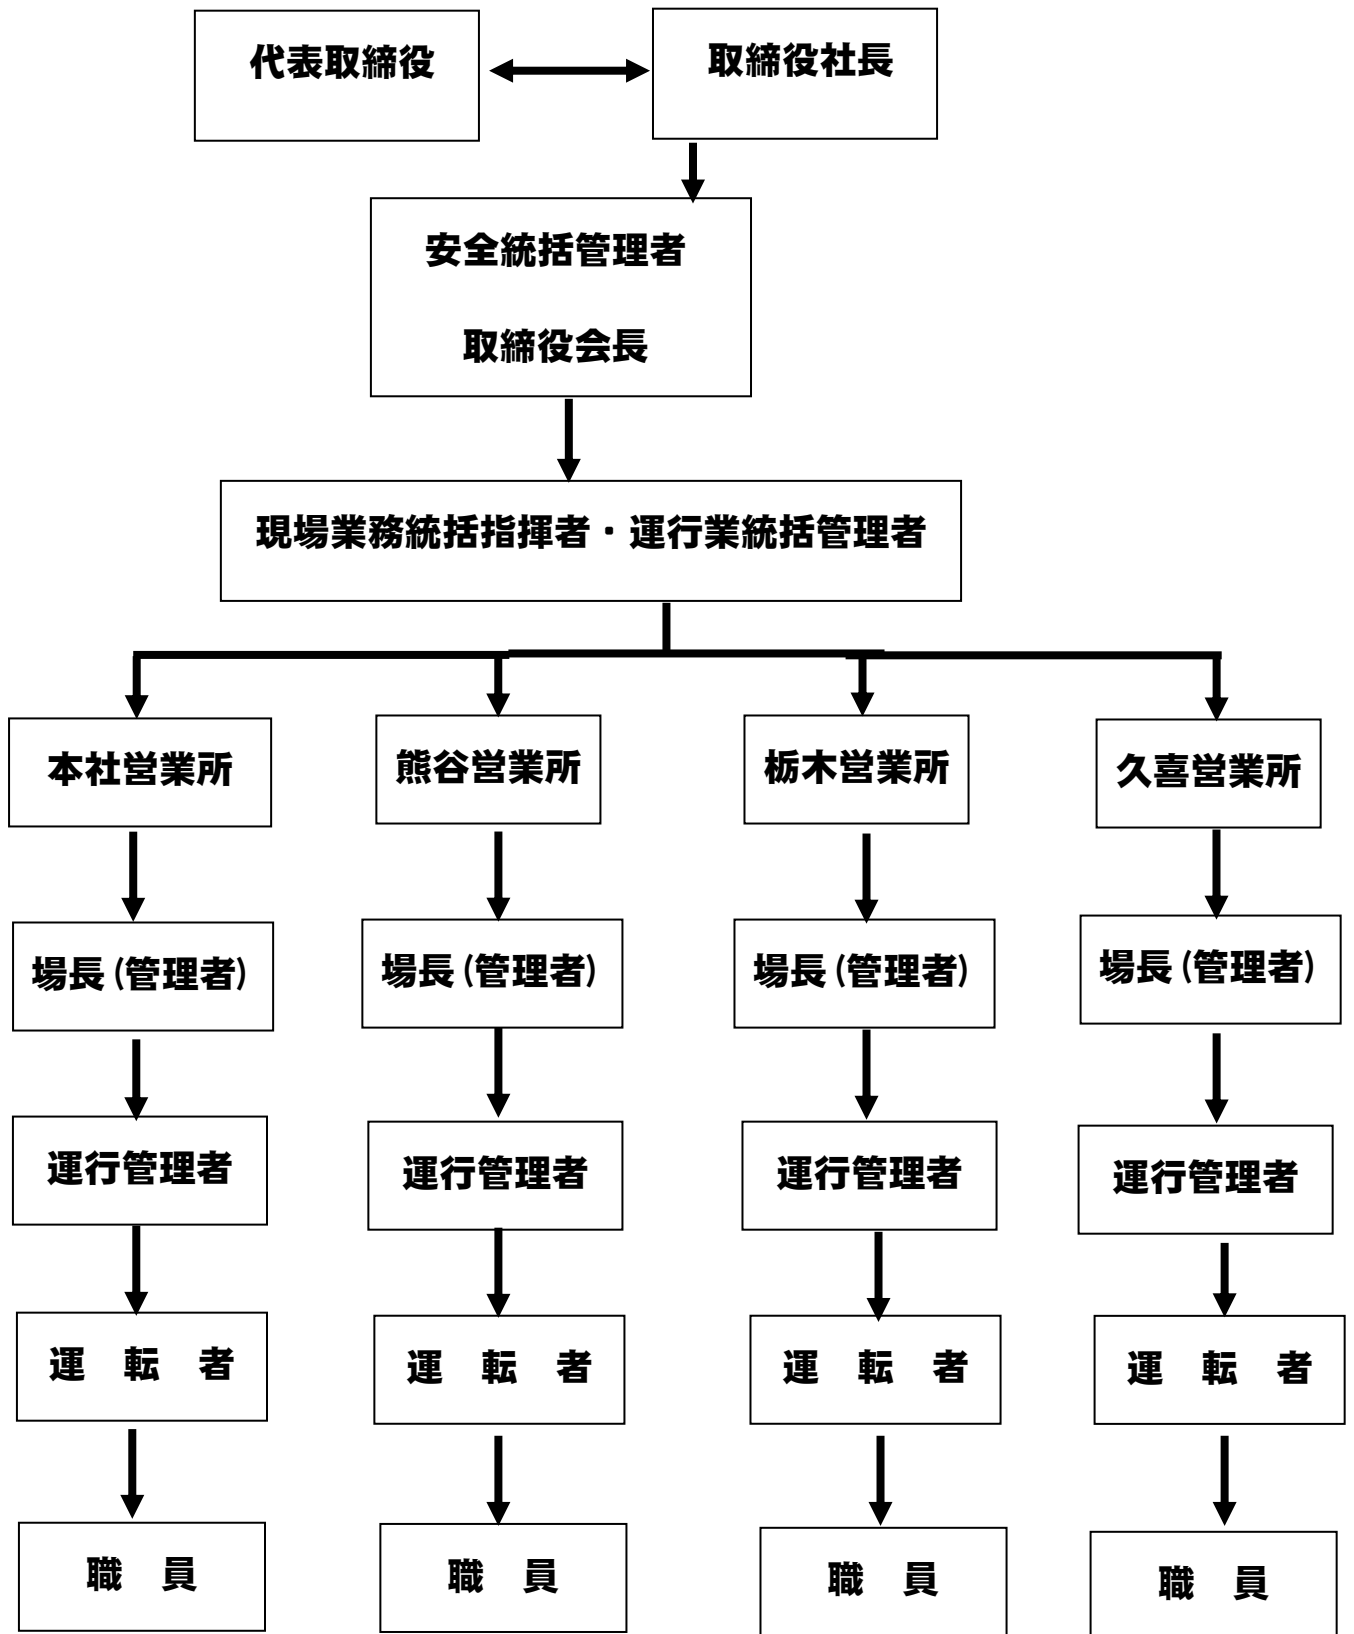 代表取締役
取締役社長
安全統括管理者
取締役会長
現場業務統括指揮者・運行業統括管理者
本社営業所
熊谷営業所
栃木営業所
久喜営業所
場長(管理者)
場長(管理者)
場長(管理者)
場長(管理者)
運行管理者
運行管理者
運行管理者
運行管理者
運　転　者
運　転　者
運　転　者
運　転　者
職　員
職　員
職　員
職　員